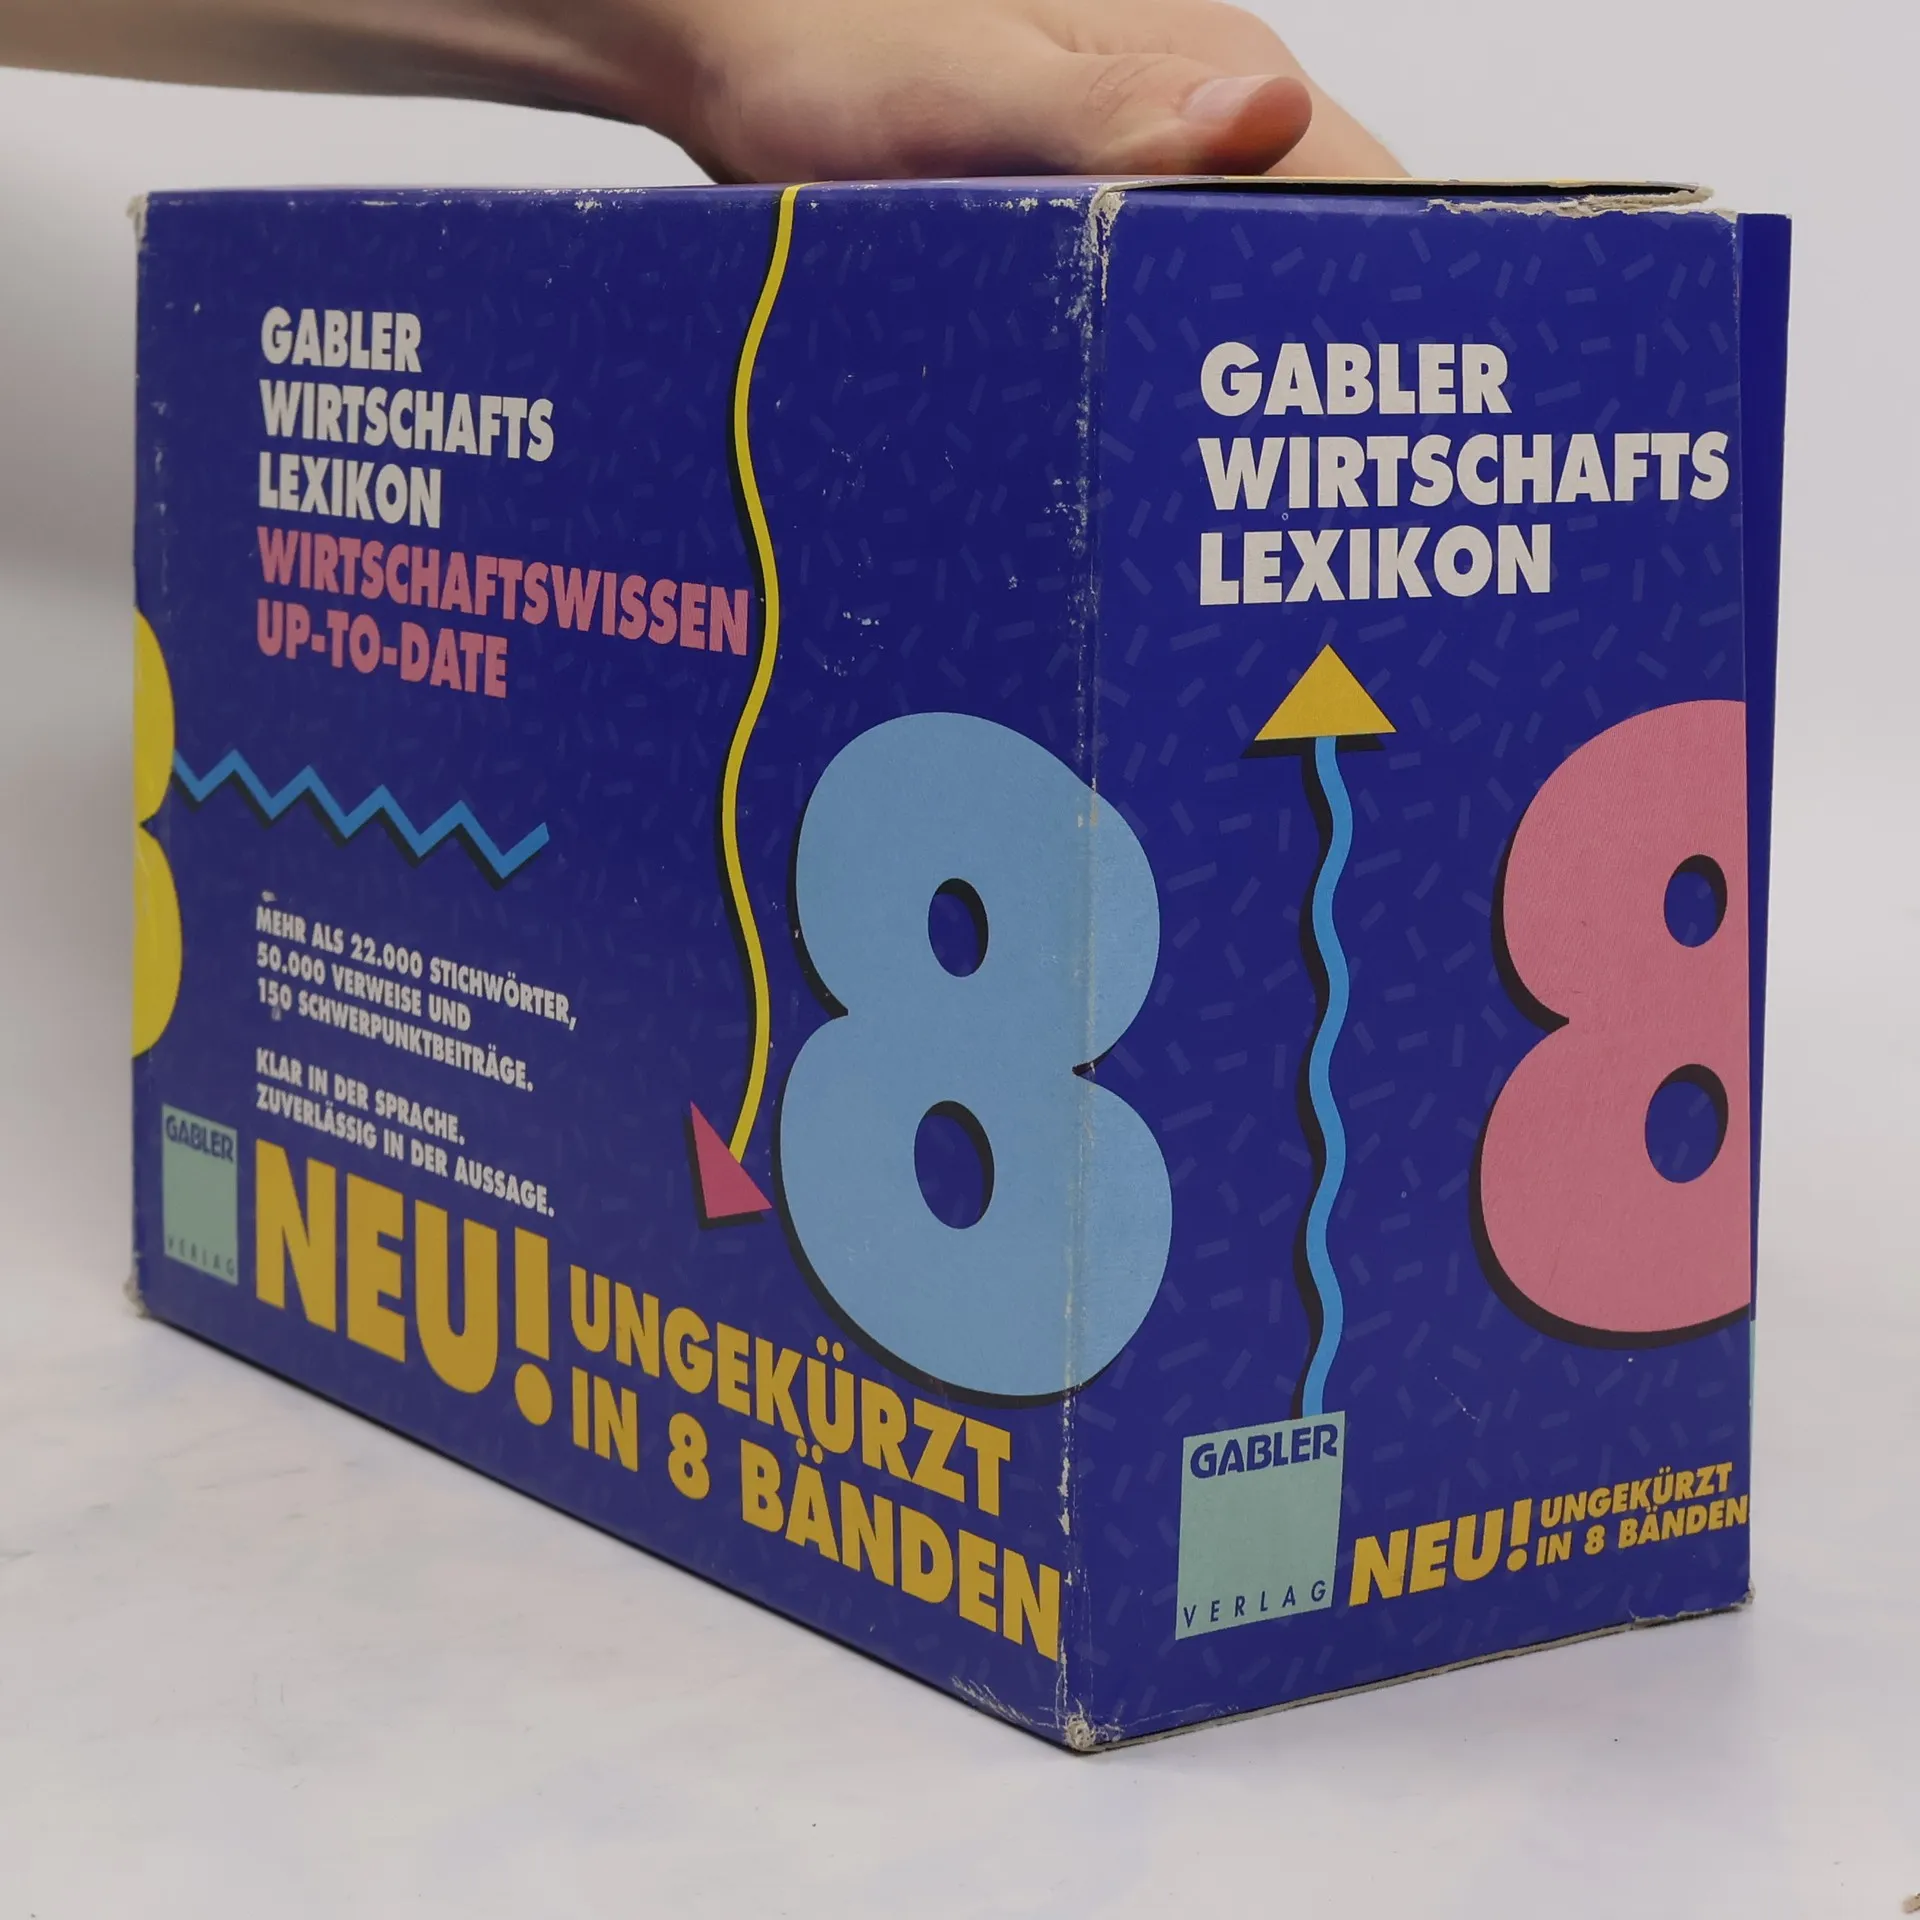 GABLER
WIRTSCHAFTS
LEXIKON
WIRTSCHAFTSWISSEN
UP-TO-DATE
8
MEHR ALS 22.000 STICHWÖRTER,
50.000 VERWEISE UND
150 SCHWERPUNKTBEITRÄGE.
KLAR IN DER SPRACHE.
ZUVERLÄSSIG IN DER AUSSAGE.
GABLER
VERLAG
NEU! UNGEKÜRZT
IN 8 BÄNDEN
GABLER
WIRTSCHAFTS
LEXIKON
8
GABLER
VERLAG
NEU! UNGEKÜRZT
IN 8 BÄNDEN